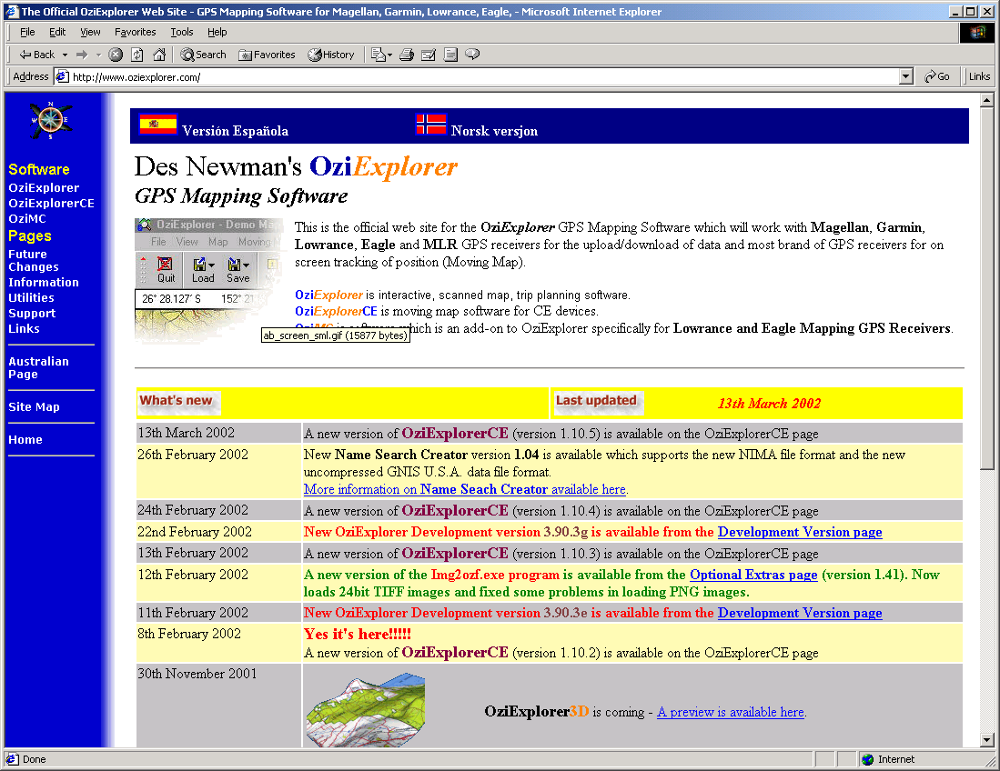 The Official OziExplorer Web Site - GPS Mapping Software for Magellan, Garmin, Lowrance, Eagle, - Microsoft Internet Explorer
File Edit View Favorites Tools Help
Back Search Favorites History
Address http://www.oziexplorer.com/ Go Links
N
W E
S
Software
OziExplorer
OziExplorerCE
OziMC
Pages
Future
Changes
Information
Utilities
Support
Links
Australian
Page
Site Map
Home
Versión Española Norsk versjon
Des Newman's OziExplorer
GPS Mapping Software
OziExplorer - Demo Ma
File View Map Moving
Quit Load Save
26° 28.127' S 152° 21
This is the official web site for the OziExplorer GPS Mapping Software which will work with Magellan, Garmin,
Lowrance, Eagle and MLR GPS receivers for the upload/download of data and most brand of GPS receivers for on
screen tracking of position (Moving Map).
OziExplorer is interactive, scanned map, trip planning software.
OziExplorerCE is moving map software for CE devices.
OziMC is software which is an add-on to OziExplorer specifically for Lowrance and Eagle Mapping GPS Receivers.
ab_screen_sml.gif (15877 bytes)
What's new Last updated 13th March 2002
13th March 2002 A new version of OziExplorerCE (version 1.10.5) is available on the OziExplorerCE page
26th February 2002 New Name Search Creator version 1.04 is available which supports the new NIMA file format and the new
uncompressed GNIS U.S.A. data file format.
More information on Name Seach Creator available here.
24th February 2002 A new version of OziExplorerCE (version 1.10.4) is available on the OziExplorerCE page
22nd February 2002 New OziExplorer Development version 3.90.3g is available from the Development Version page
13th February 2002 A new version of OziExplorerCE (version 1.10.3) is available on the OziExplorerCE page
12th February 2002 A new version of the Img2ozf.exe program is available from the Optional Extras page (version 1.41). Now
loads 24bit TIFF images and fixed some problems in loading PNG images.
11th February 2002 New OziExplorer Development version 3.90.3e is available from the Development Version page
8th February 2002 Yes it's here!!!!!
A new version of OziExplorerCE (version 1.10.2) is available on the OziExplorerCE page
30th November 2001 OziExplorer3D is coming - A preview is available here.
Done Internet